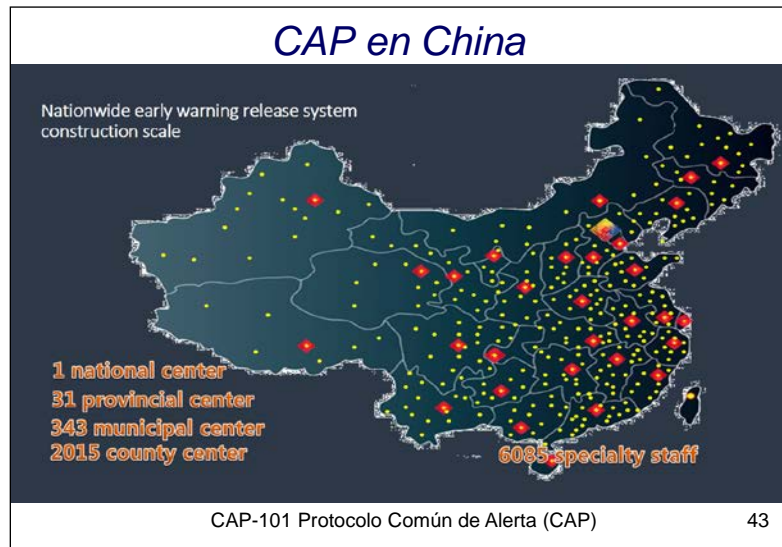 CAP en China
Nationwide early warning release system
construction scale
1 national center
31 provincial center
343 municipal center
2015 county center
6085 specialty staff
CAP-101 Protocolo Común de Alerta (CAP)
43